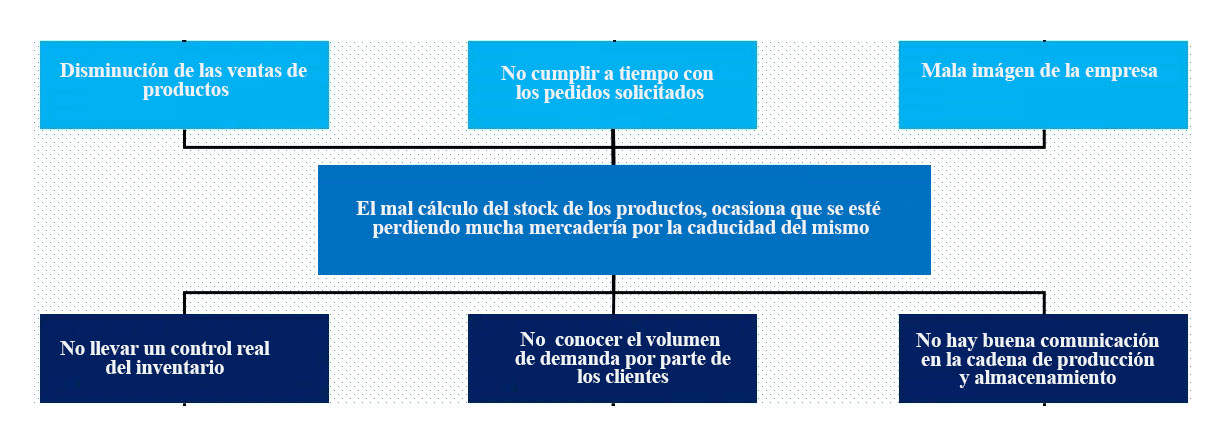 Disminución de las ventas de
productos
No cumplir a tiempo con
los pedidos solicitados
Mala imágen de la empresa
El mal cálculo del stock de los productos, ocasiona que se esté
perdiendo mucha mercadería por la caducidad del mismo
No llevar un control real
del inventario
No conocer el volumen
de demanda por parte de
los clientes
No hay buena comunicación
en la cadena de producción
y almacenamiento